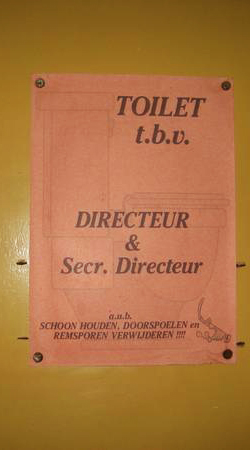 TOILET
t.b.v.
DIRECTEUR
&
Secr. Directeur
a.u.b.
SCHOON HOUDEN, DOORSPOELEN en
REMSPOREN VERWIJDEREN !!!!